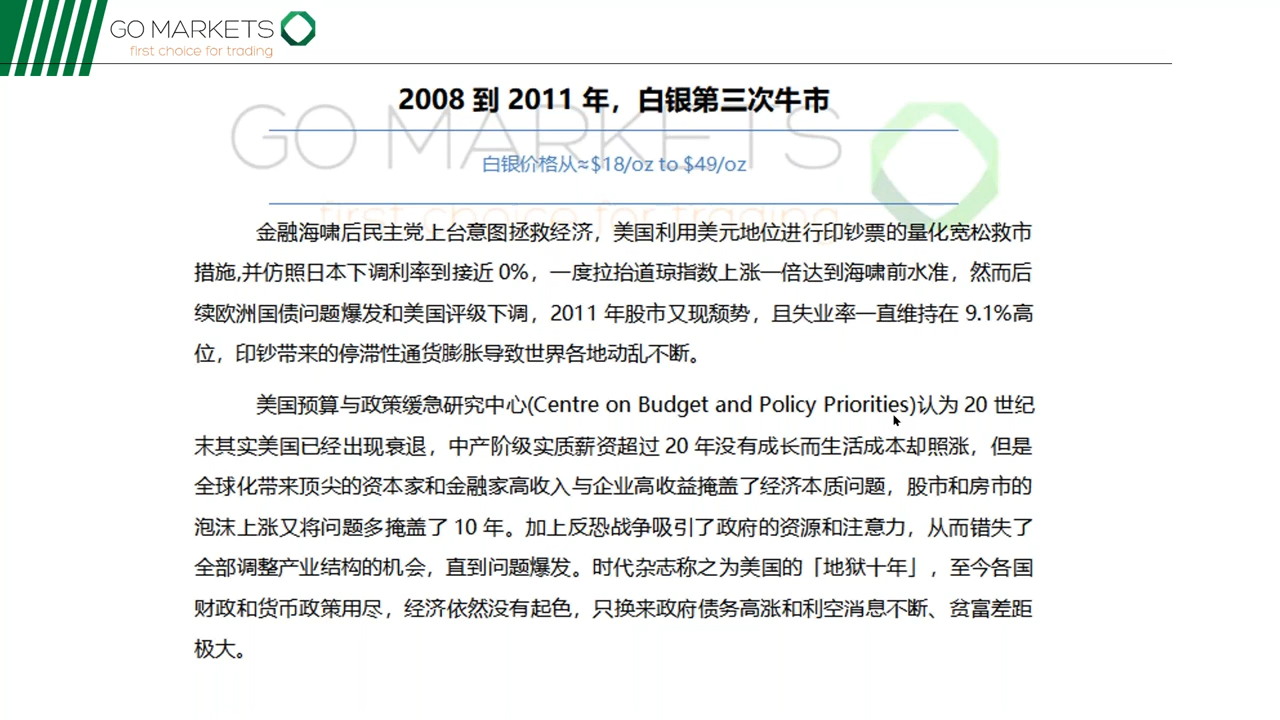 GO MARKETS
first choice for trading
2008 到 2011 年，白银第三次牛市
GO MARKETS
白银价格从≈$18/oz to $49/oz
first choice for trading
金融海啸后民主党上台意图拯救经济，美国利用美元地位进行印钞票的量化宽松救市
措施,并仿照日本下调利率到接近 0%，一度拉抬道琼指数上涨一倍达到海啸前水准，然而后
续欧洲国债问题爆发和美国评级下调，2011 年股市又现颓势，且失业率一直维持在 9.1%高
位，印钞带来的停滞性通货膨胀导致世界各地动乱不断。
美国预算与政策缓急研究中心(Centre on Budget and Policy Priorities)认为 20 世纪
末其实美国已经出现衰退，中产阶级实质薪资超过 20 年没有成长而生活成本却照涨，但是
全球化带来顶尖的资本家和金融家高收入与企业高收益掩盖了经济本质问题，股市和房市的
泡沫上涨又将问题多掩盖了 10 年。加上反恐战争吸引了政府的资源和注意力，从而错失了
全部调整产业结构的机会，直到问题爆发。时代杂志称之为美国的「地狱十年」，至今各国
财政和货币政策用尽，经济依然没有起色，只换来政府债务高涨和利空消息不断、贫富差距
极大。